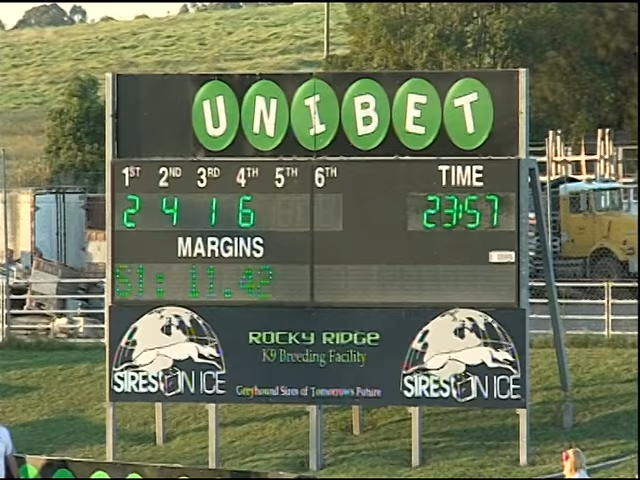 UNIBET
1ST 2ND 3RD 4TH 5TH 6TH TIME
2 4 1 6 23:57
MARGINS
S1: 11.42
ROCKY RIDGE
K9 Breeding Facility
SIRES ON ICE SIRES ON ICE
Greyhound Sires of Tomorrows Future